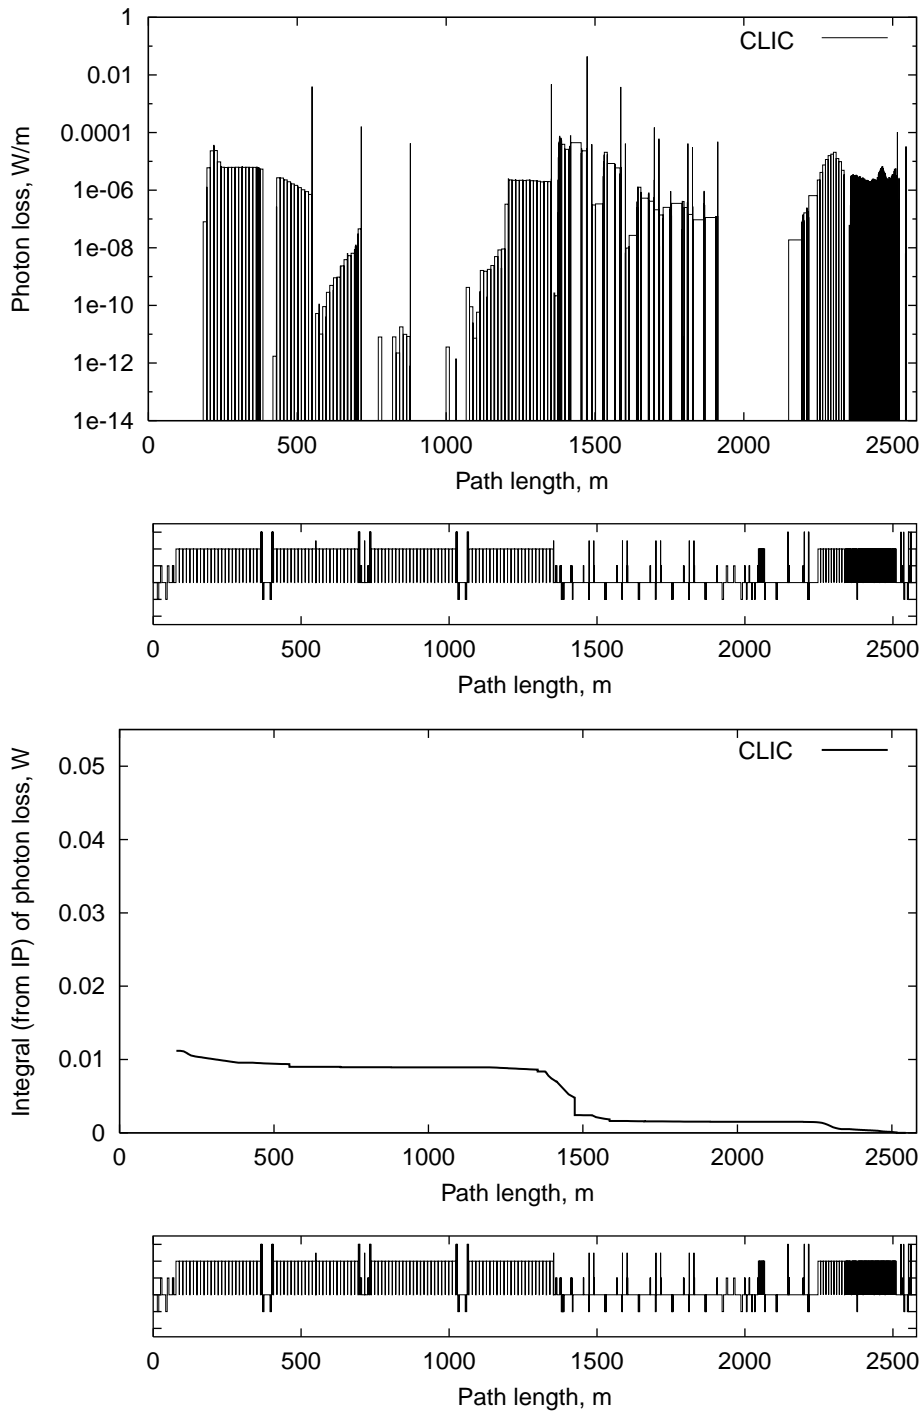 1
0.01
0.0001
1e-06
1e-08
1e-10
1e-12
1e-14
Photon loss, W/m
CLIC
0 500 1000 1500 2000 2500
Path length, m
0 500 1000 1500 2000 2500
Path length, m
0.05
0.04
0.03
0.02
0.01
0
Integral (from IP) of photon loss, W
CLIC
0 500 1000 1500 2000 2500
Path length, m
0 500 1000 1500 2000 2500
Path length, m